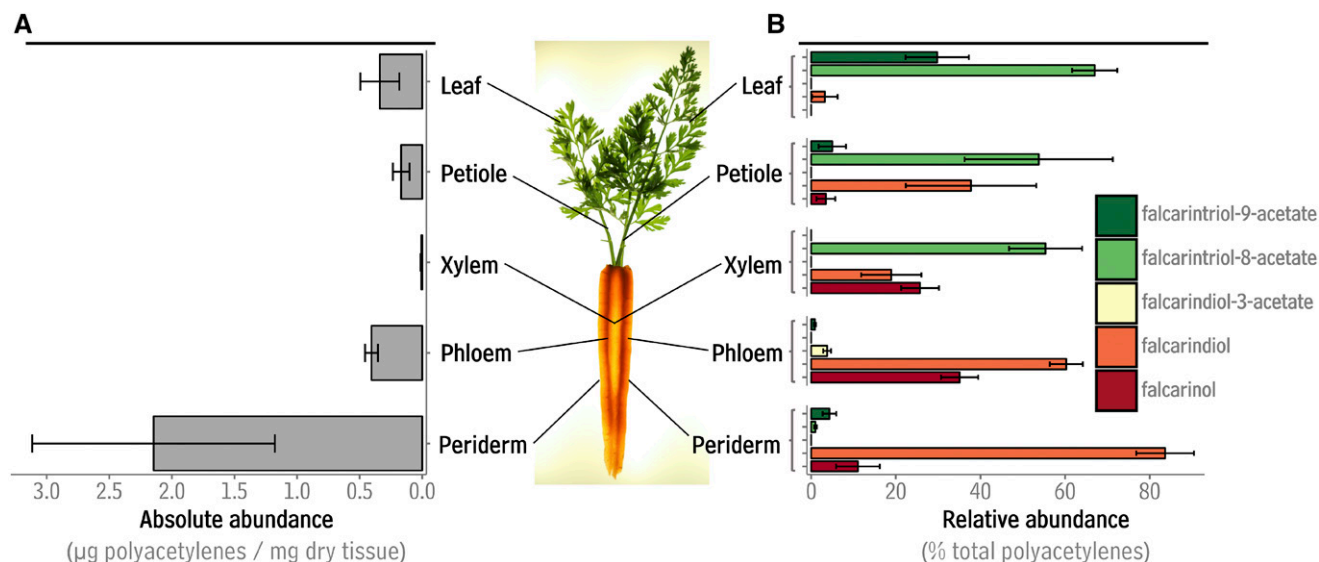 A
B
Leaf
Petiole
Xylem
Phloem
Periderm
3.0 2.5 2.0 1.5 1.0 0.5 0.0
Absolute abundance
(µg polyacetylenes / mg dry tissue)
Leaf
Petiole
Xylem
Phloem
Periderm
0 20 40 60 80
Relative abundance
(% total polyacetylenes)
falcarintriol-9-acetate
falcarintriol-8-acetate
falcarindiol-3-acetate
falcarindiol
falcarinol